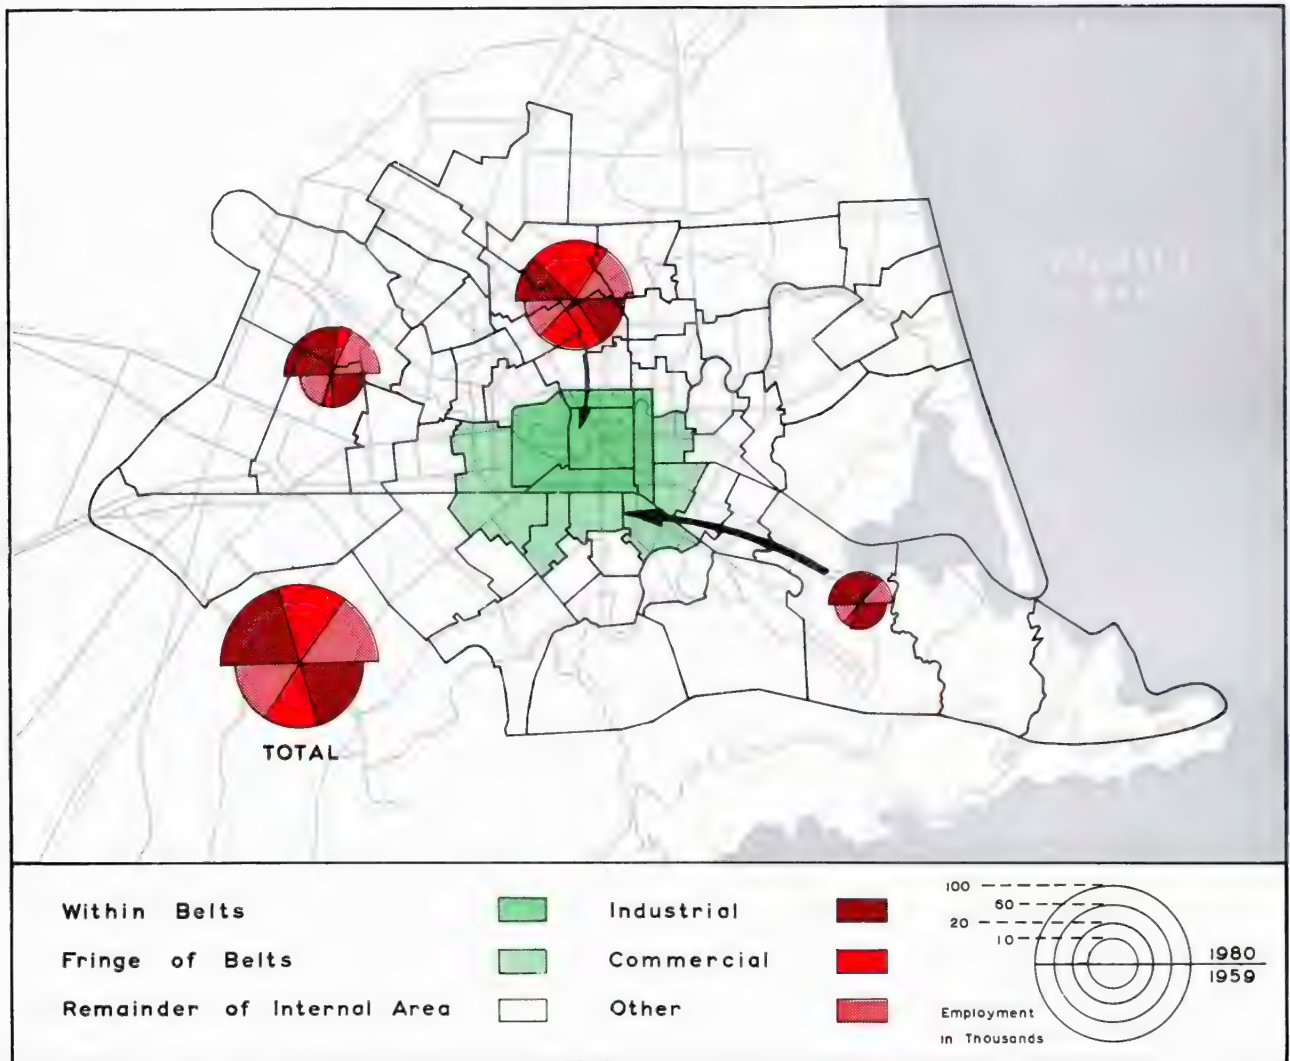 TOTAL
Within Belts
Fringe of Belts
Remainder of Internal Area
Industrial
Commercial
Other
100
60
20
10
1980
1959
Employment
in Thousands